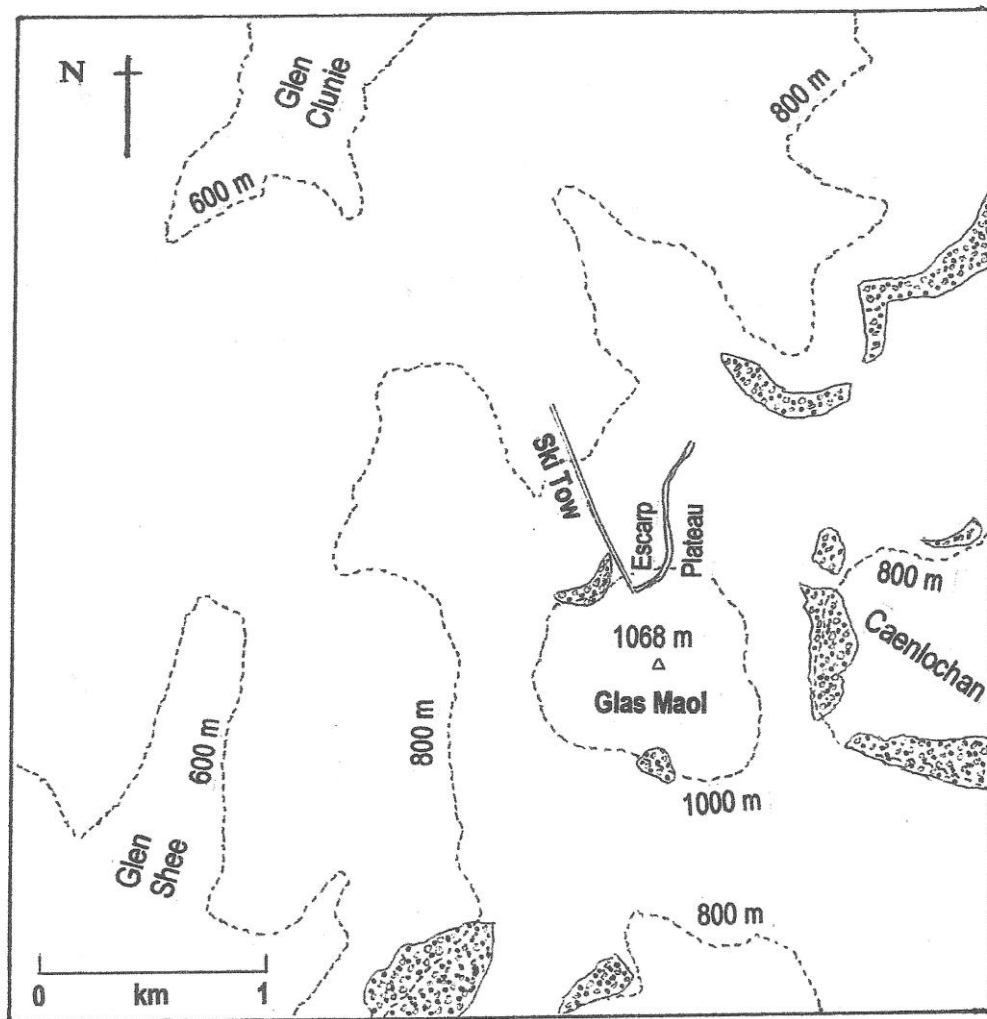 N
Glen
Clunie
800 m
600 m
Ski Tow
Escarp
Plateau
800 m
Caenlochan
1068 m
Glas Maol
600 m
800 m
1000 m
Glen
Shee
800 m
0 km 1